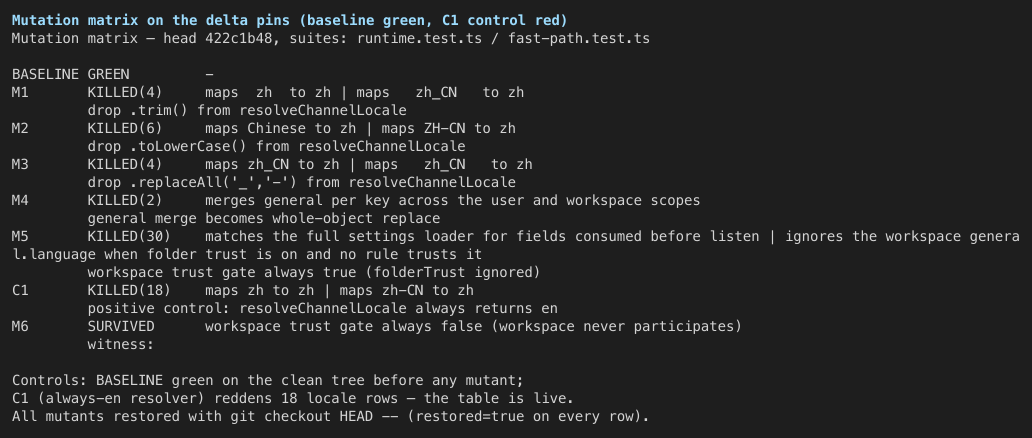 Mutation matrix on the delta pins (baseline green, C1 control red)
Mutation matrix — head 422c1b48, suites: runtime.test.ts / fast-path.test.ts
BASELINE GREEN         —
M1       KILLED(4)     maps  zh  to zh | maps   zh_CN   to zh
         drop .trim() from resolveChannelLocale
M2       KILLED(6)     maps Chinese to zh | maps ZH-CN to zh
         drop .toLowerCase() from resolveChannelLocale
M3       KILLED(4)     maps zh_CN to zh | maps   zh_CN   to zh
         drop .replaceAll('_','-') from resolveChannelLocale
M4       KILLED(2)     merges general per key across the user and workspace scopes
         general merge becomes whole-object replace
M5       KILLED(30)    matches the full settings loader for fields consumed before listen | ignores the workspace genera
l.language when folder trust is on and no rule trusts it
         workspace trust gate always true (folderTrust ignored)
C1       KILLED(18)    maps zh to zh | maps zh-CN to zh
         positive control: resolveChannelLocale always returns en
M6       SURVIVED      workspace trust gate always false (workspace never participates)
         witness:
Controls: BASELINE green on the clean tree before any mutant;
C1 (always-en resolver) reddens 18 locale rows — the table is live.
All mutants restored with git checkout HEAD -- (restored=true on every row).